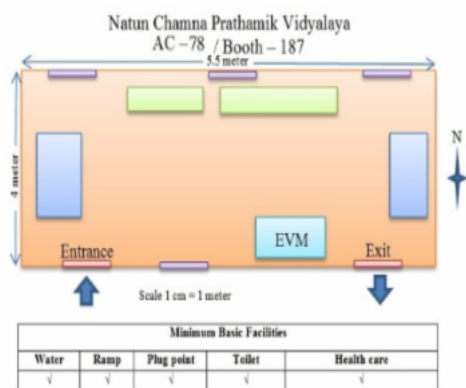 Natun Chamna Prathamik Vidyalaya
AC –78 / Booth – 187
5.5 meter
4 meter
N
EVM
Entrance
Exit
Scale 1 cm = 1 meter
Minimum Basic Facilities
Water Ramp Plug point Toilet Health care
√ √ √ √ √